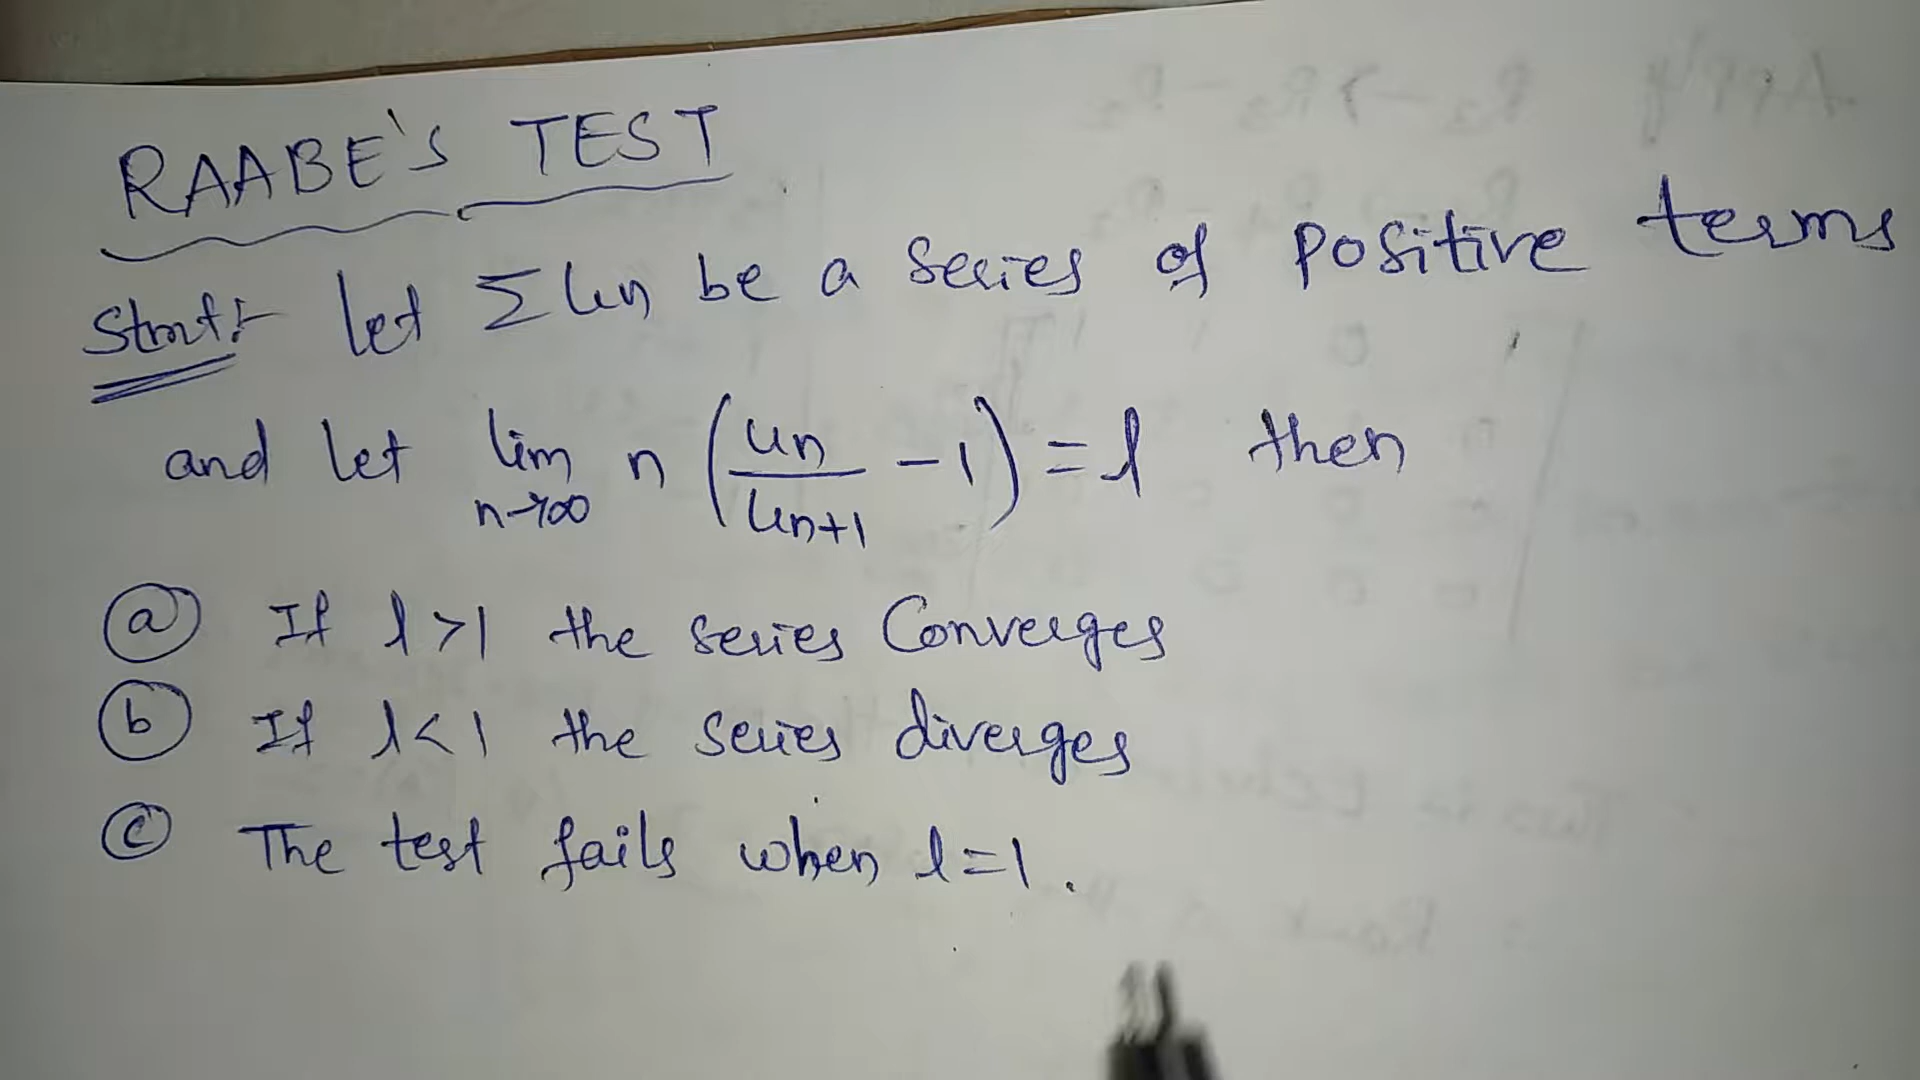 RAABE'S TEST
Stmt:- let Σ un be a series of positive terms
and let lim n→∞ n (un/un+1 - 1) = l then
(a) If l>1 the series Converges
(b) If l<1 the series diverges
(c) The test fails when l=1.